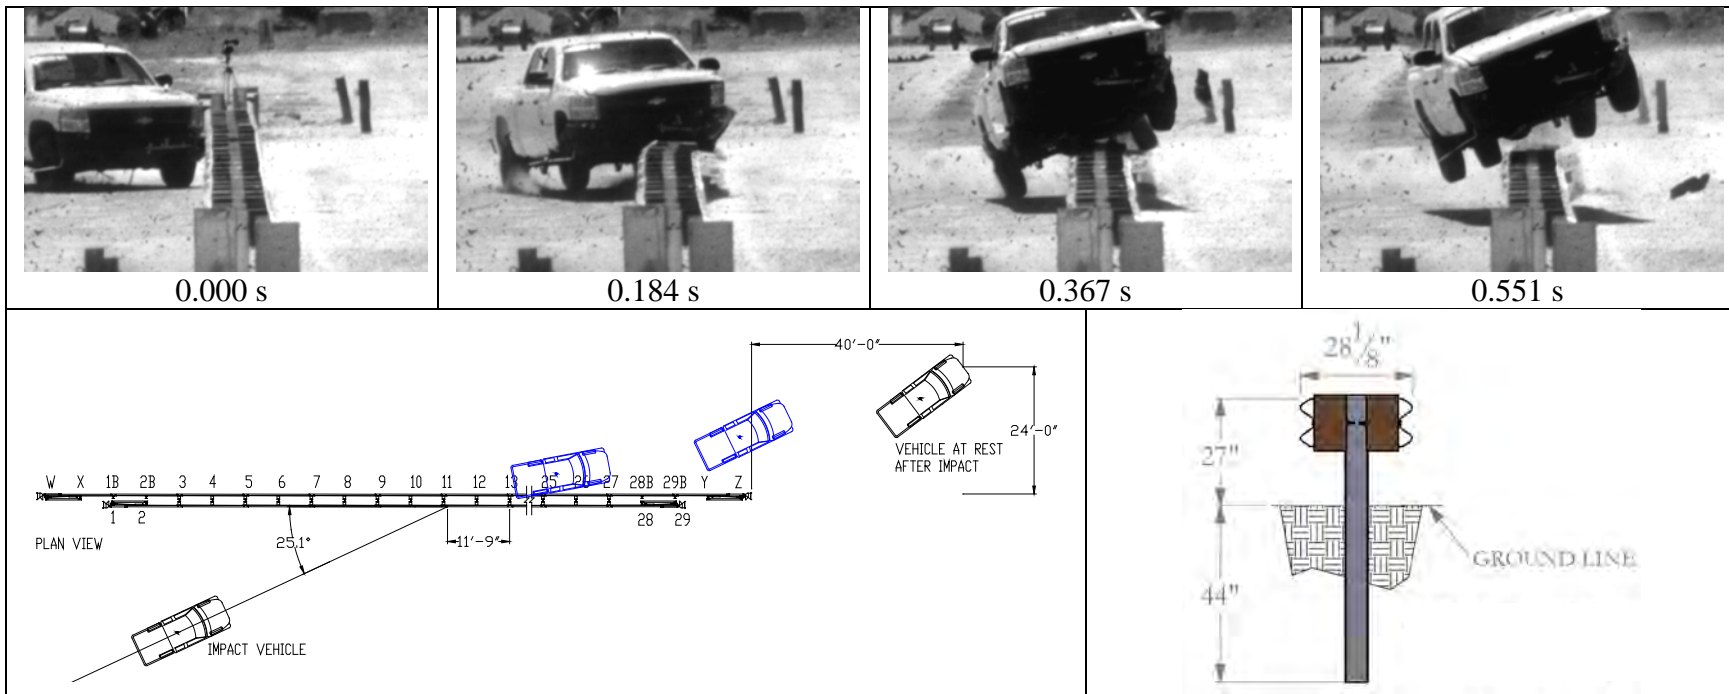 0.000 s
0.184 s
0.367 s
0.551 s
40'-0"
24'-0"
VEHICLE AT REST
AFTER IMPACT
W X 1B 2B 3 4 5 6 7 8 9 10 11 12 13 25 26 27 28B 29B Y Z
1 2 28 29
PLAN VIEW
25.1°
11'-9"
IMPACT VEHICLE
28 1/8"
27"
GROUND LINE
44"